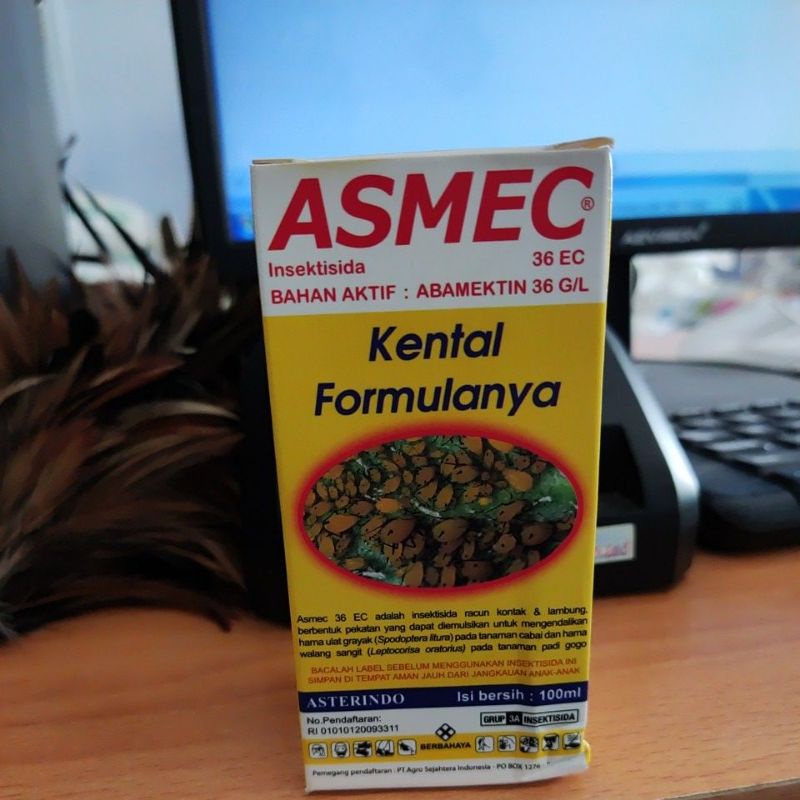 ASMEC®
Insektisida 36 EC
BAHAN AKTIF : ABAMEKTIN 36 G/L
Kental
Formulanya
Asmec 36 EC adalah insektisida racun kontak & lambung,
berbentuk pekatan yang dapat diemulsikan untuk mengendalikan
hama ulat grayak (Spodoptera litura) pada tanaman cabai dan hama
walang sangit (Leptocorisa oratorius) pada tanaman padi gogo
BACALAH LABEL SEBELUM MENGGUNAKAN INSEKTISIDA INI
SIMPAN DI TEMPAT AMAN JAUH DARI JANGKAUAN ANAK-ANAK
ASTERINDO Isi bersih : 100ml
No.Pendaftaran:
RI 01010120093311
GRUP 3A INSEKTISIDA
BERBAHAYA
Pemegang pendaftaran : PT.Agro Sejahtera Indonesia - PO BOX